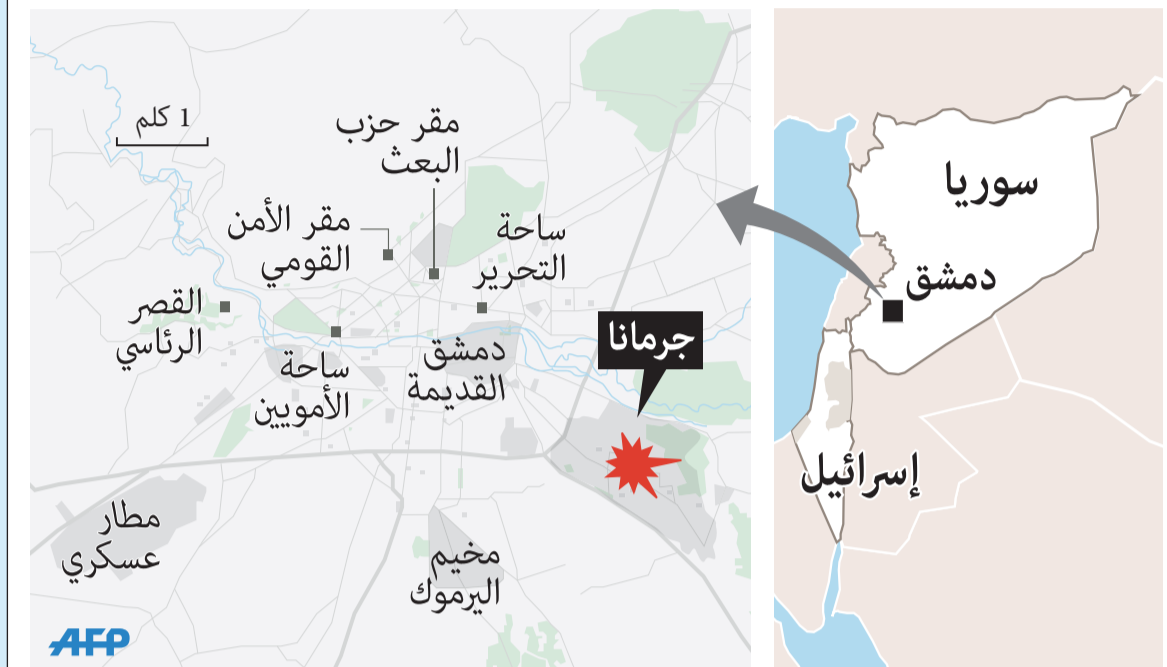 1 كلم
مقر حزب
البعث
مقر الأمن
القومي
ساحة
التحرير
القصر
الرئاسي
ساحة
الأمويين
دمشق
القديمة
جرمانا
مطار
عسكري
مخيم
اليرموك
AFP
سوريا
دمشق
إسرائيل